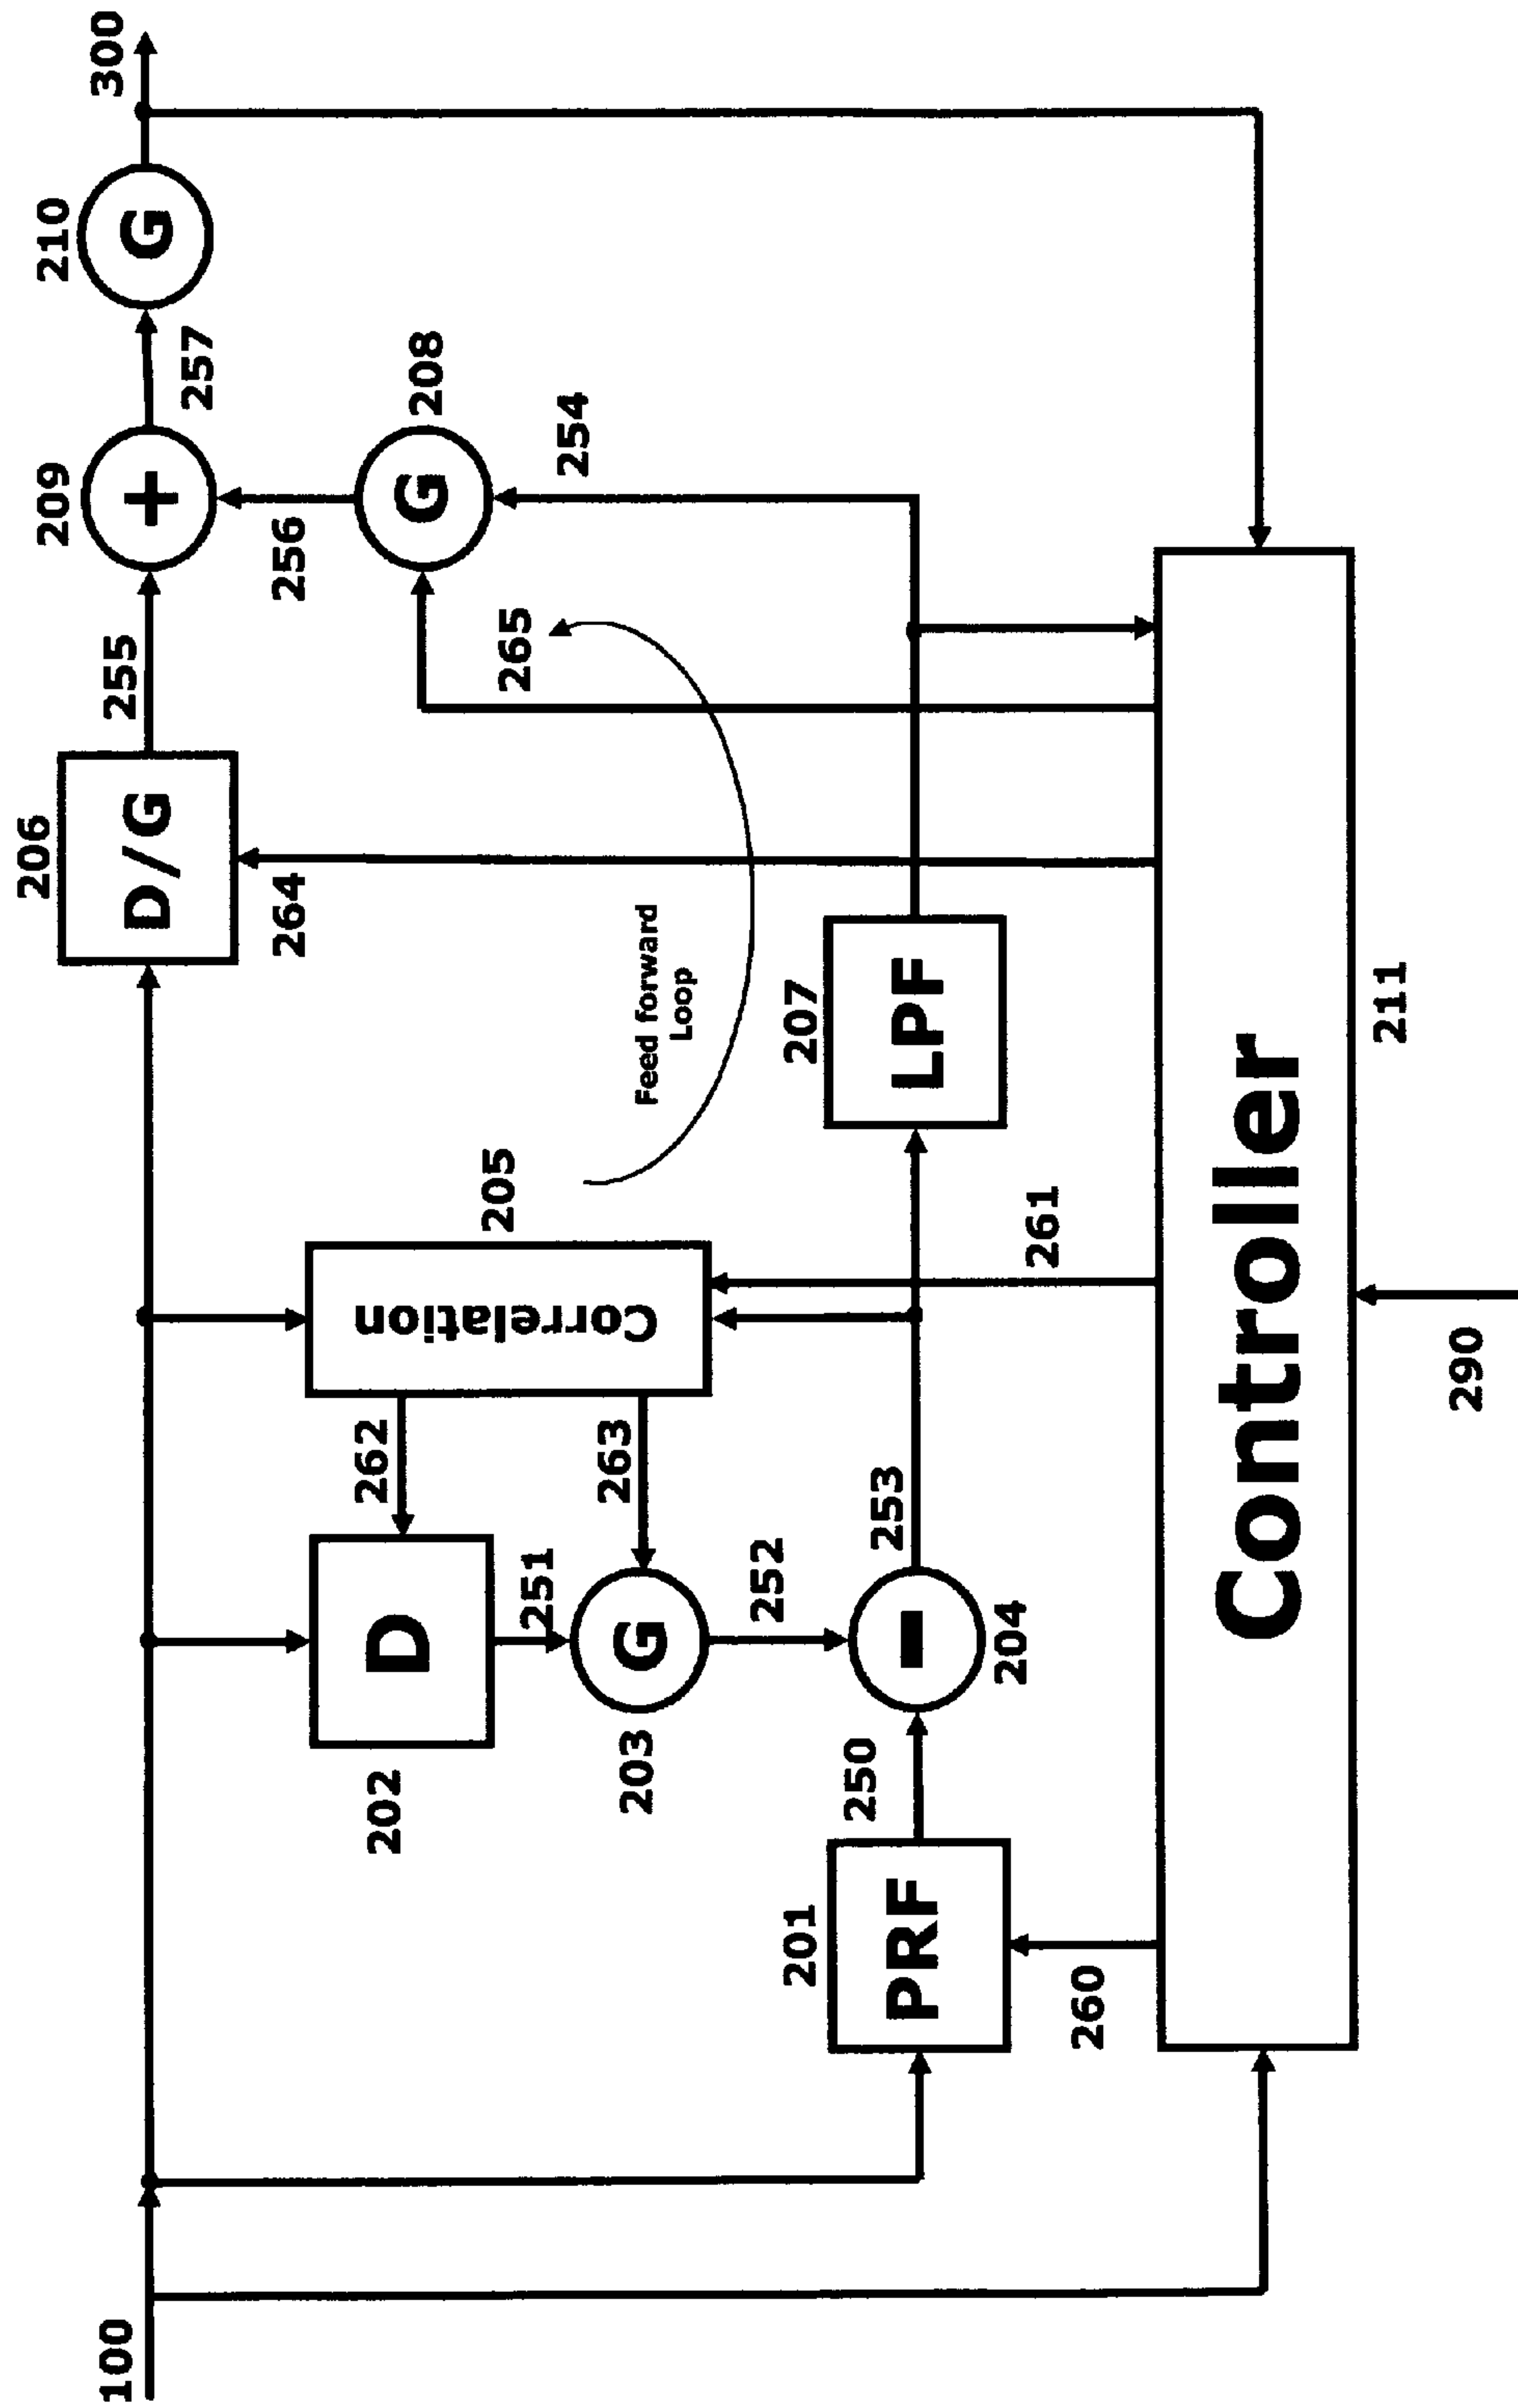 100
300
206
D/G
255
209
+
257
210
G
264
256
208
G
265
254
Feed forward
Loop
205
Correlation
262
263
202
D
251
203
G
252
201
PRF
250
204
-
253
207
LPF
260
261
Controller
211
290